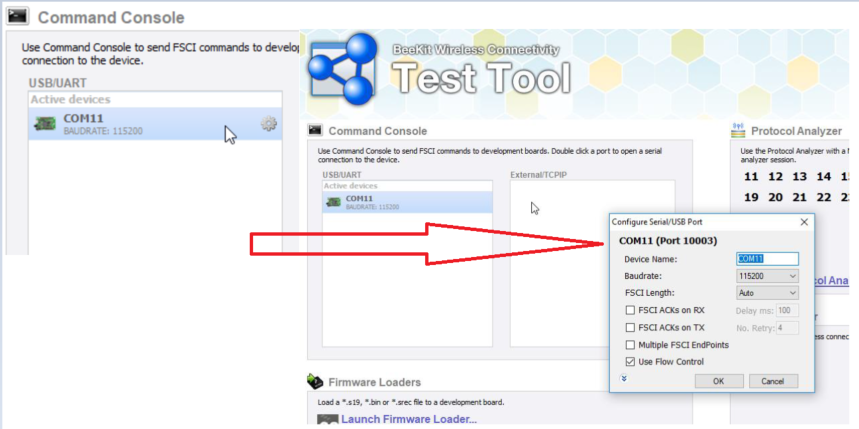 Command Console
Use Command Console to send FSCI commands to develop
connection to the device.
USB/UART
Active devices
COM11
BAUDRATE: 115200
BeeKit Wireless Connectivity
Test Tool
Command Console
Use Command Console to send FSCI commands to development boards. Double click a port to open a serial
connection to the device.
USB/UART
External/TCPIP
Active devices
COM11
BAUDRATE: 115200
Protocol Analyzer
Use the Protocol Analyzer with a
analyzer session.
11 12 13 14
19 20 21 22
Configure Serial/USB Port
COM11 (Port 10003)
Device Name: COM11
Baudrate: 115200
FSCI Length: Auto
FSCI ACKs on RX Delay ms: 100
FSCI ACKs on TX No. Retry: 4
Multiple FSCI EndPoints
Use Flow Control
OK Cancel
col Ana
ess connec
Firmware Loaders
Load a *.s19, *.bin or *.srec file to a development board.
Launch Firmware Loader...